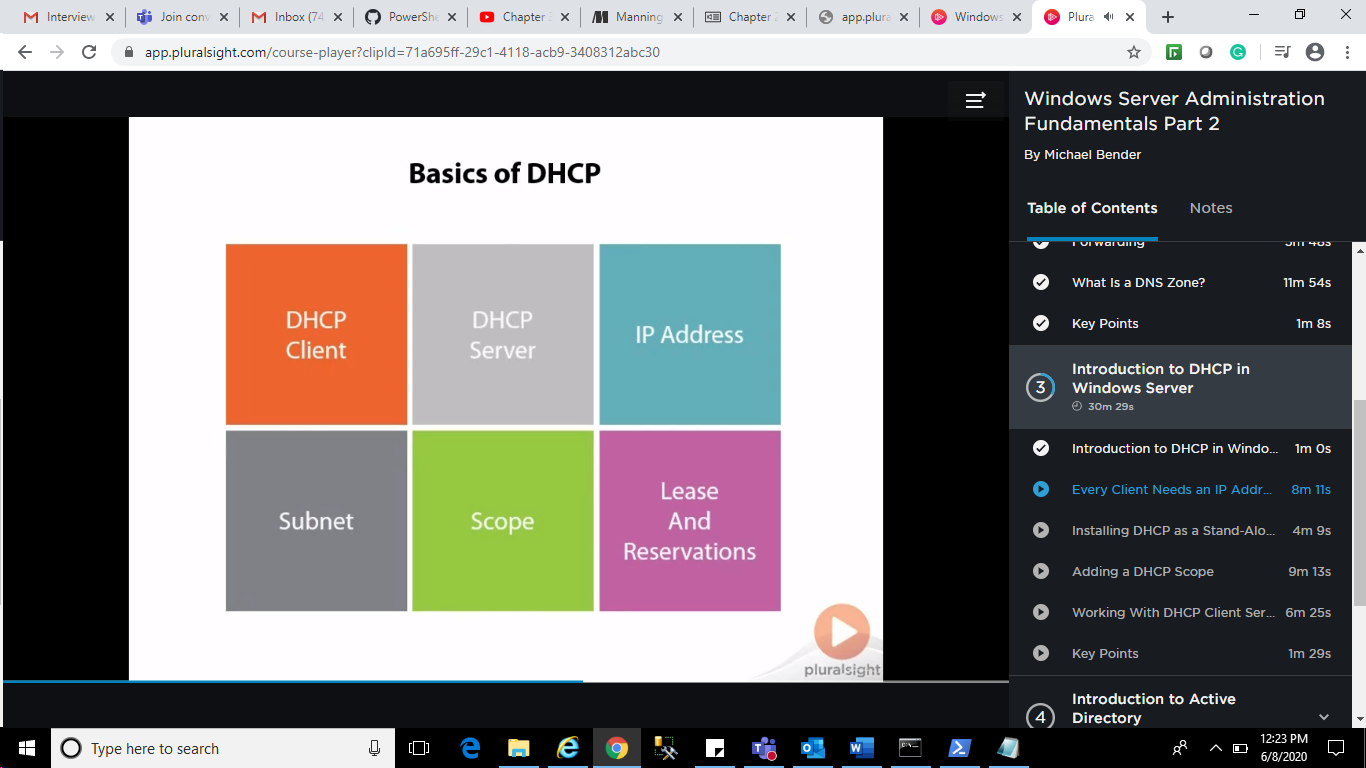 Interview
Join conv
Inbox (74
PowerShe
Chapter
Manning
Chapter 2
app.plura
Windows
Plura
app.pluralsight.com/course-player?clipId=71a695ff-29c1-4118-acb9-3408312abc30
Basics of DHCP
DHCP
Client
DHCP
Server
IP Address
Subnet
Scope
Lease
And
Reservations
pluralsight
Windows Server Administration
Fundamentals Part 2
By Michael Bender
Table of Contents Notes
Forwarding 5m 48s
What Is a DNS Zone? 11m 54s
Key Points 1m 8s
3
Introduction to DHCP in
Windows Server
30m 29s
Introduction to DHCP in Windo... 1m 0s
Every Client Needs an IP Addr... 8m 11s
Installing DHCP as a Stand-Alo... 4m 9s
Adding a DHCP Scope 9m 13s
Working With DHCP Client Ser... 6m 25s
Key Points 1m 29s
4
Introduction to Active
Directory
Type here to search
12:23 PM
6/8/2020